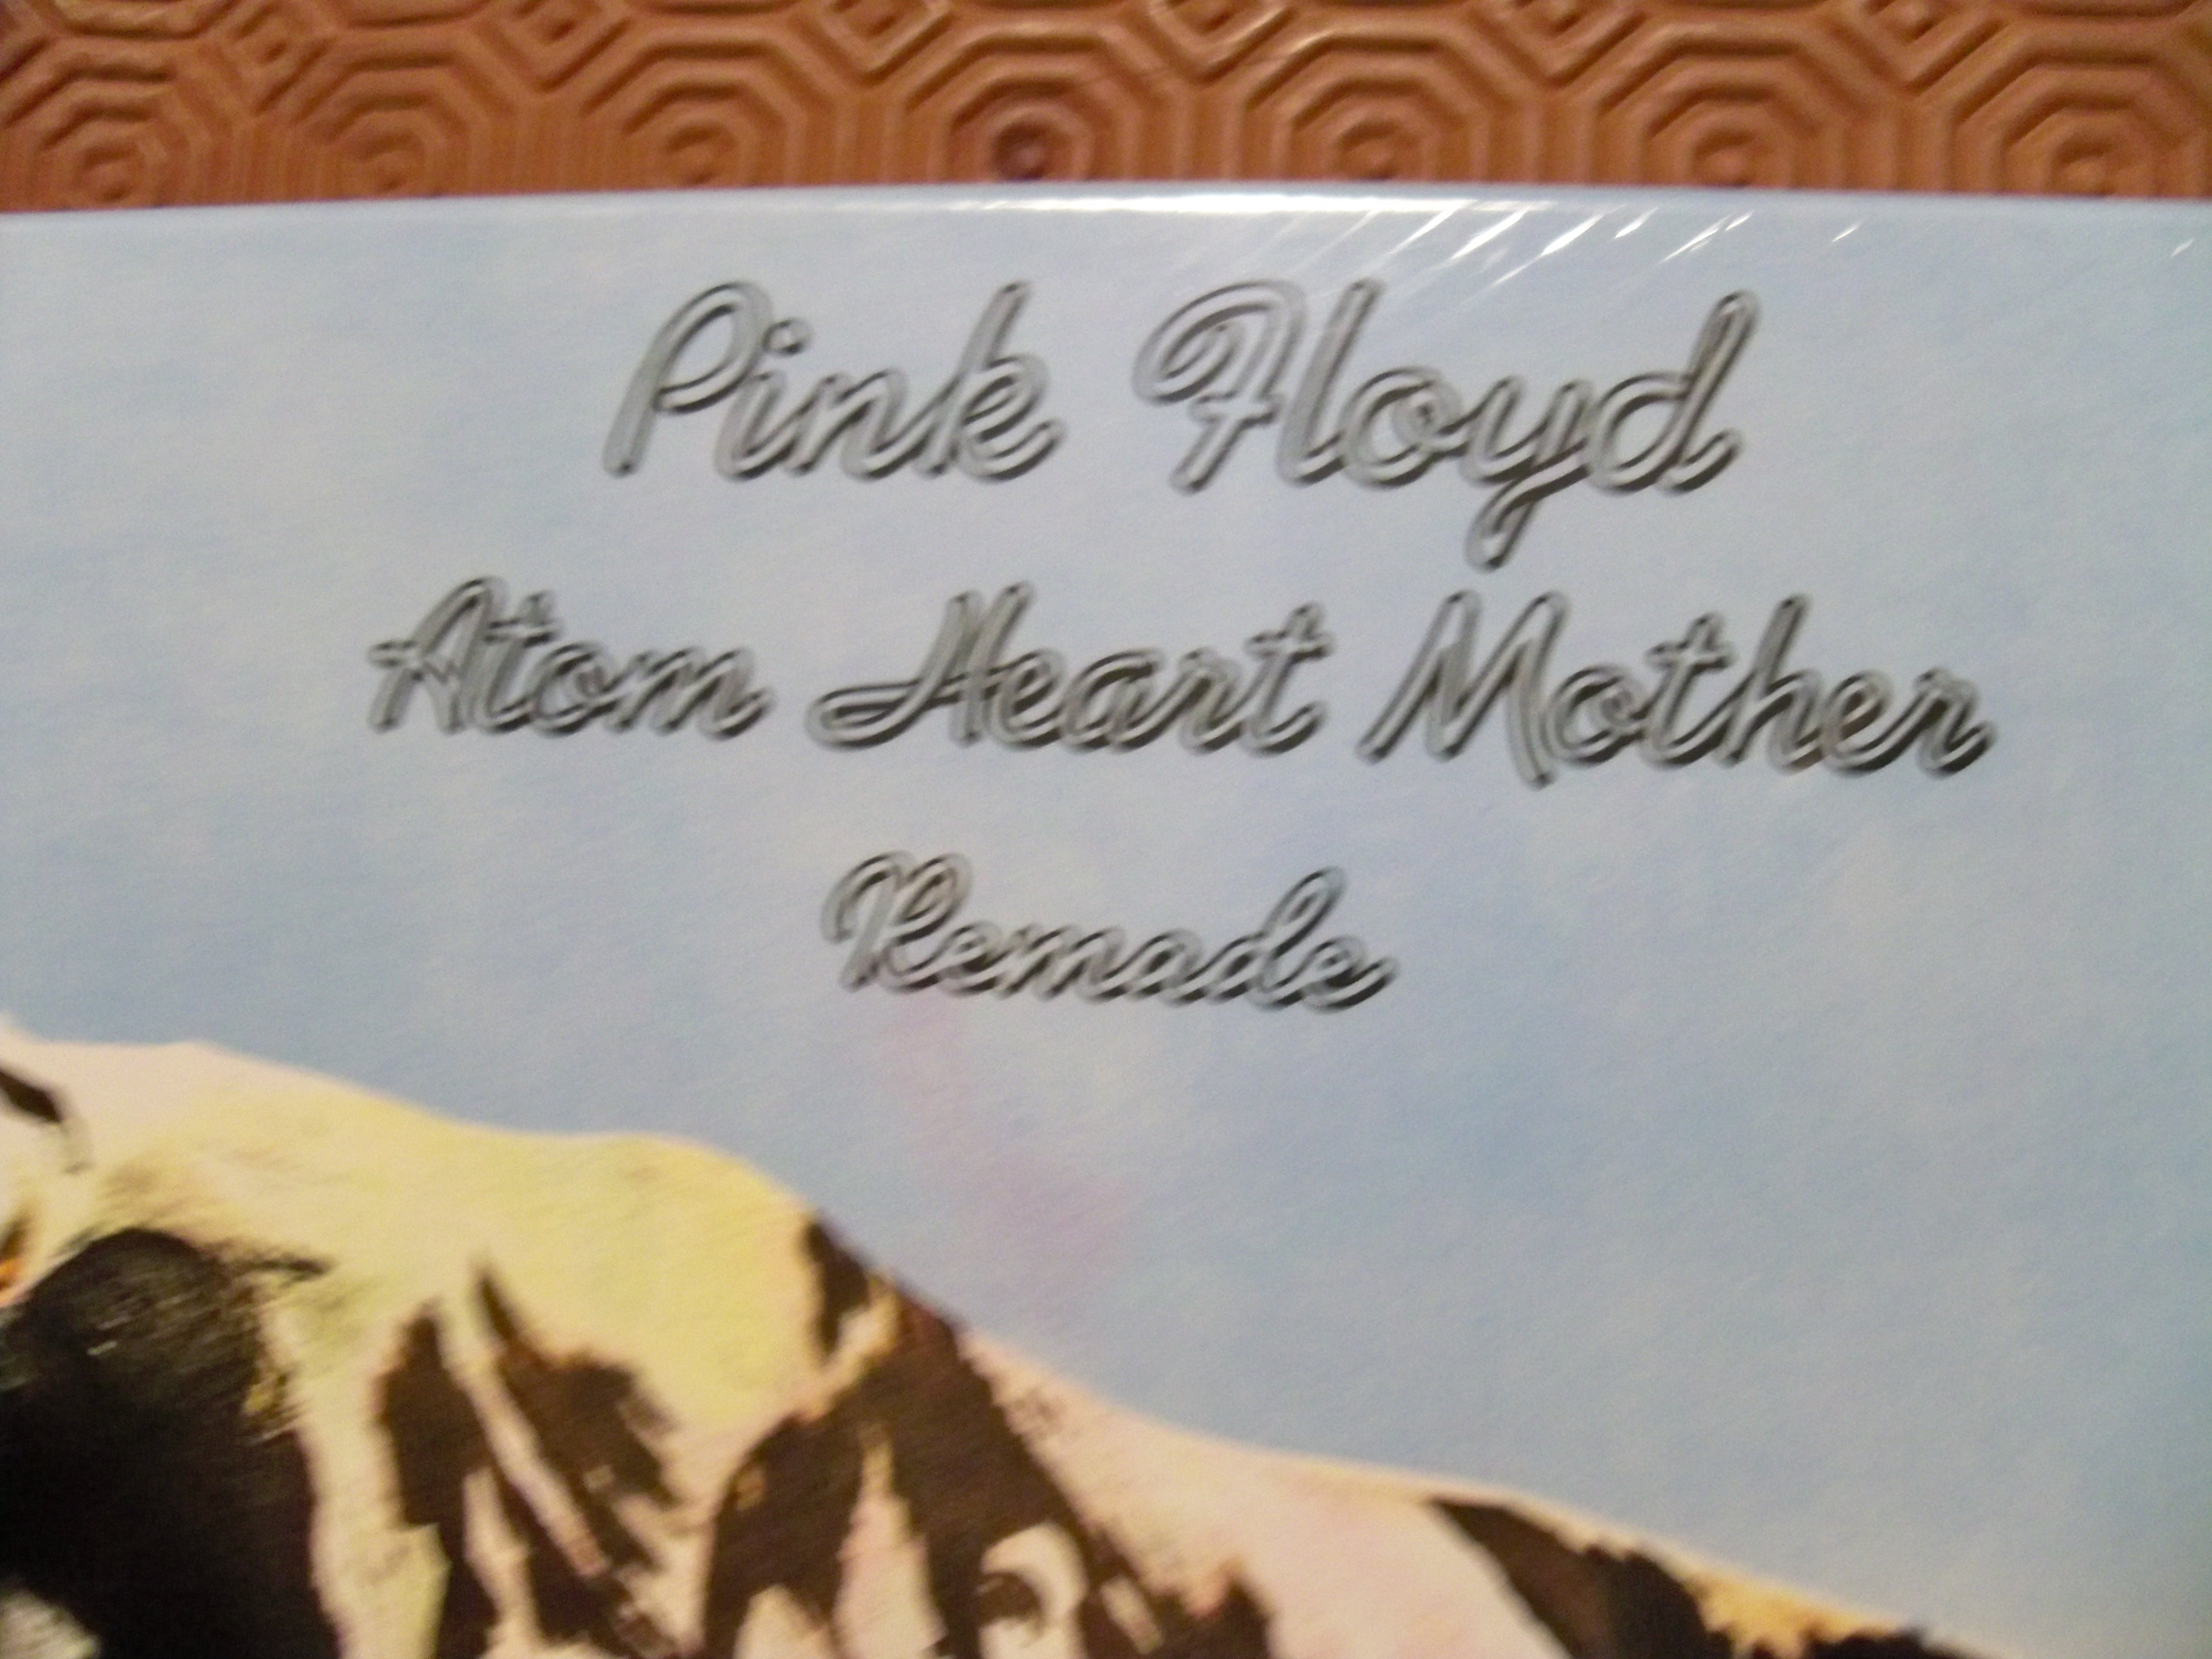 Pink Floyd
Atom Heart Mother
Remade